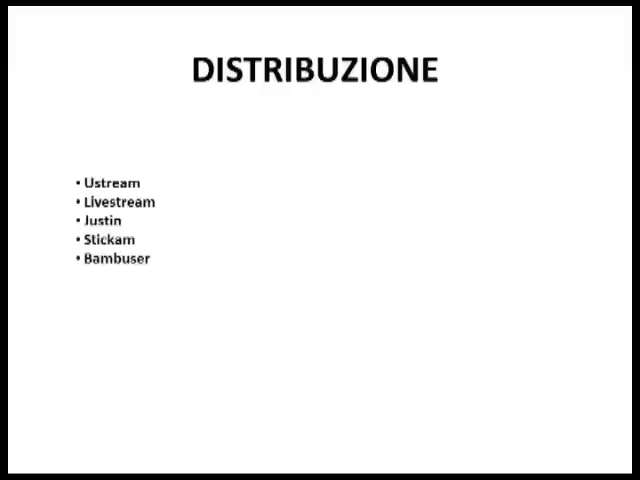 DISTRIBUZIONE
• Ustream
• Livestream
• Justin
• Stickam
• Bambuser